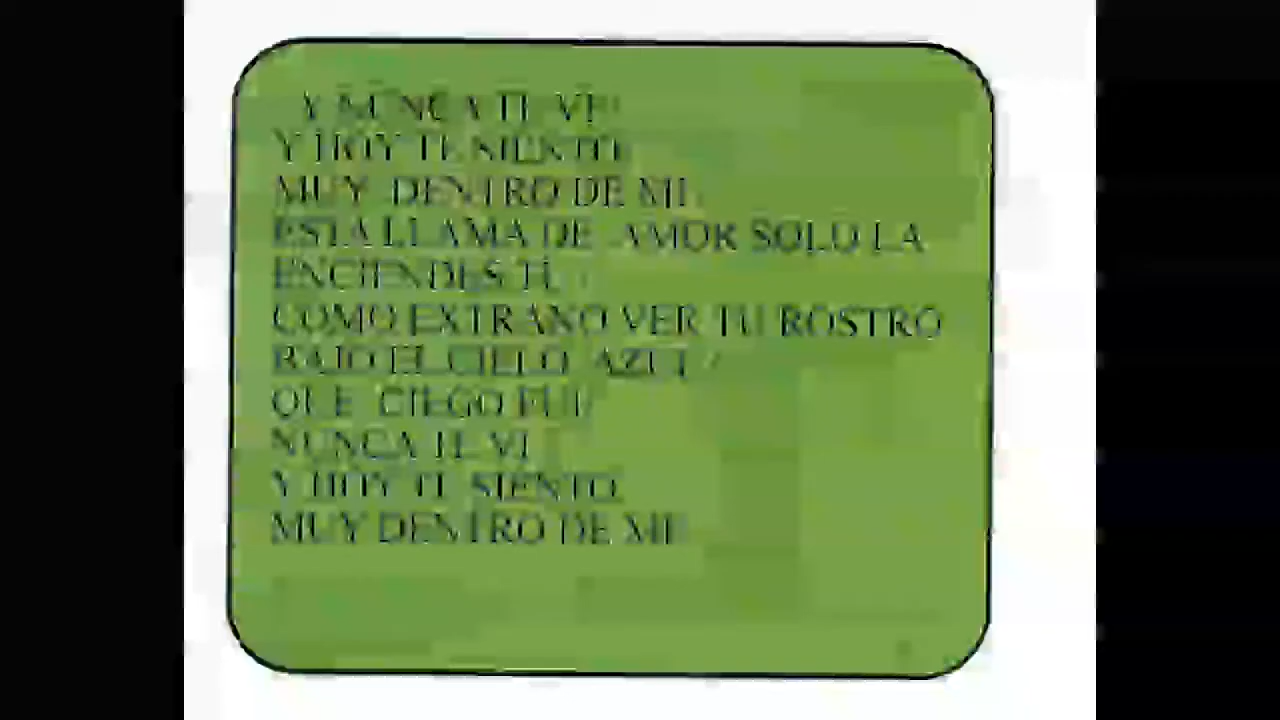 Y NUNCA TE VI
Y HOY TE SIENTO
MUY DENTRO DE MI
ESTA LLAMA DE AMOR SOLO LA
ENCIENDES TU
COMO EXTRANO VER TU ROSTRO
BAJO EL CIELO AZUL
QUE CIEGO FUI
NUNCA TE VI
Y HOY TE SIENTO
MUY DENTRO DE MI